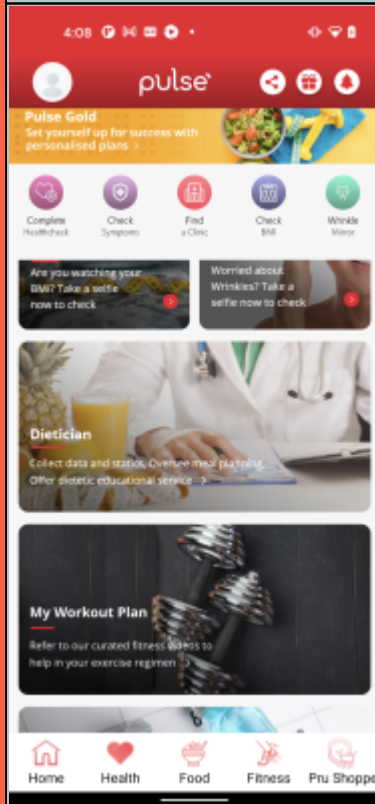 4:08
pulse
Pulse Gold
Set yourself up for success with
personalised plans >
Complete
Healthcheck
Check
Symptoms
Find
a Clinic
Check
BMI
Wrinkle
Mirror
Are you watching your
BMI? Take a selfie
now to check
Worried about
Wrinkles? Take a
selfie now to check
Dietician
Collect data and statics, Oversee meal planning,
Offer dietetic educational service >
My Workout Plan
Refer to our curated fitness videos to
help in your exercise regimen >
Home
Health
Food
Fitness
Pru Shoppe